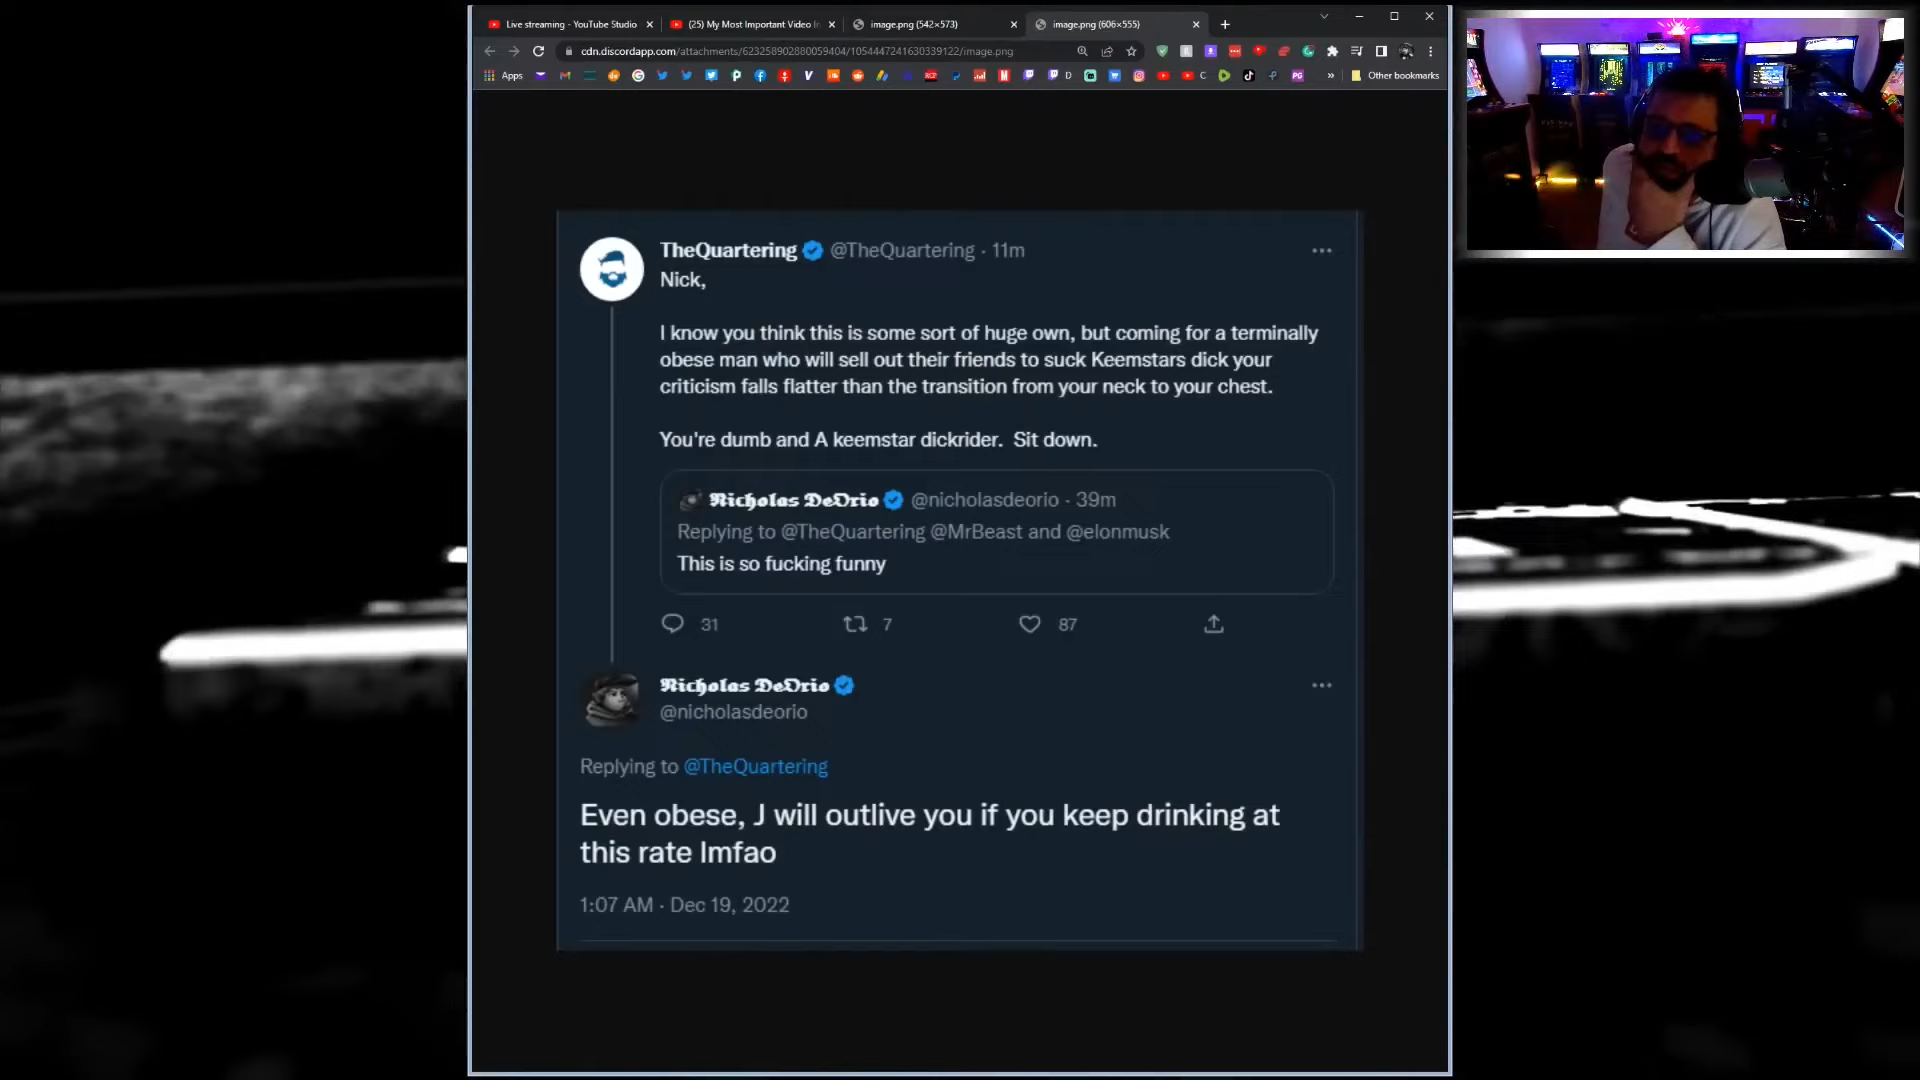 Live streaming - YouTube Studio
(25) My Most Important Video
image.png (542×573)
image.png (606×555)
cdn.discordapp.com/attachments/623258902880059404/1054447241630339122/image.png
Apps
Other bookmarks
TheQuartering @TheQuartering · 11m
Nick,
I know you think this is some sort of huge own, but coming for a terminally
obese man who will sell out their friends to suck Keemstars dick your
criticism falls flatter than the transition from your neck to your chest.
You're dumb and A keemstar dickrider. Sit down.
𝕹𝖎𝖈𝖍𝖔𝖑𝖆𝖘 𝕯𝖊𝕺𝖗𝖎𝖔 @nicholasdeorio · 39m
Replying to @TheQuartering @MrBeast and @elonmusk
This is so fucking funny
31 7 87
𝕹𝖎𝖈𝖍𝖔𝖑𝖆𝖘 𝕯𝖊𝕺𝖗𝖎𝖔
@nicholasdeorio
Replying to @TheQuartering
Even obese, J will outlive you if you keep drinking at
this rate lmfao
1:07 AM · Dec 19, 2022